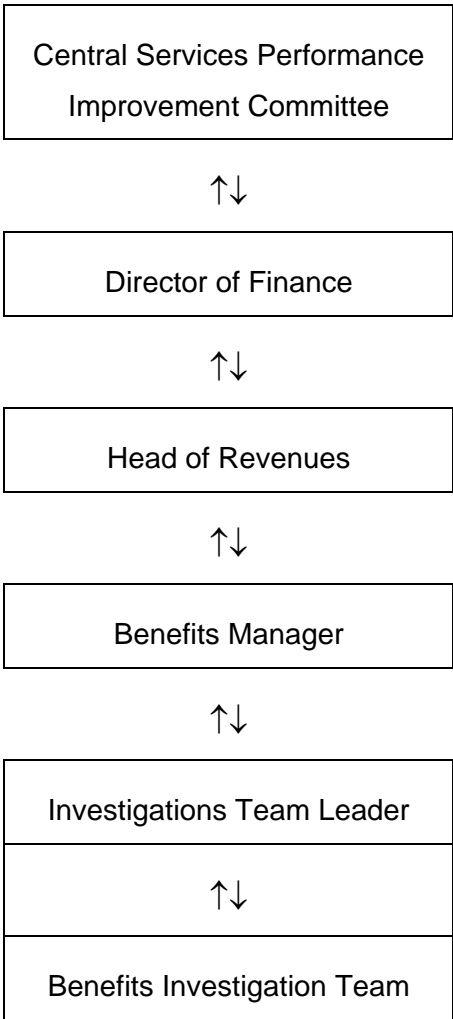 Central Services Performance
Improvement Committee
↑↓
Director of Finance
↑↓
Head of Revenues
↑↓
Benefits Manager
↑↓
Investigations Team Leader
↑↓
Benefits Investigation Team